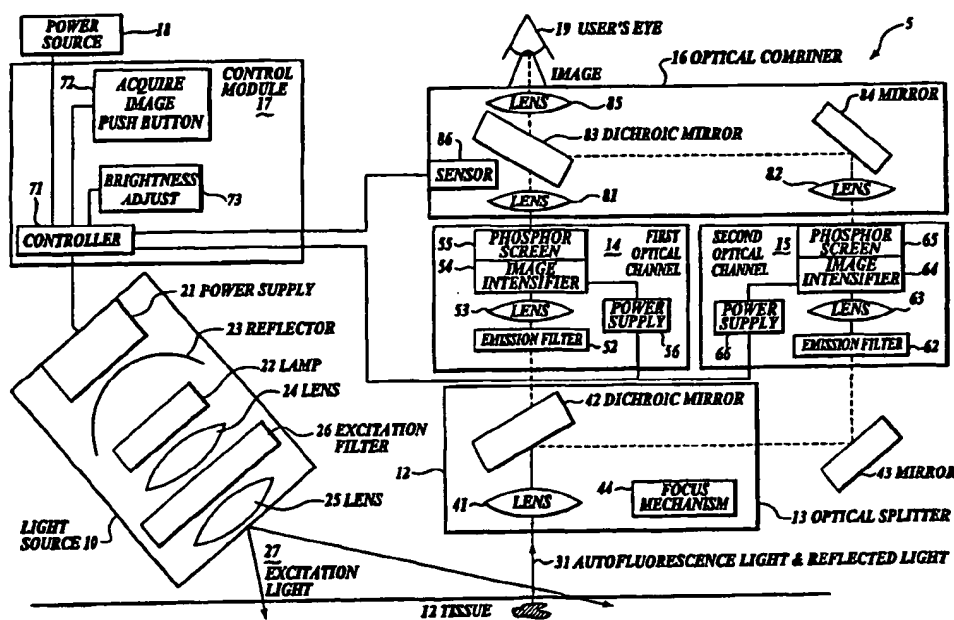 POWER
SOURCE
18
19 USER'S EYE
IMAGE
5
16 OPTICAL COMBINER
CONTROL
MODULE
17
72
ACQUIRE
IMAGE
PUSH BUTTON
LENS
85
84 MIRROR
83 DICHROIC MIRROR
86
SENSOR
71
BRIGHTNESS
ADJUST
73
LENS
81
82
LENS
CONTROLLER
55
PHOSPHOR
SCREEN
54
IMAGE
INTENSIFIER
14
FIRST
OPTICAL
CHANNEL
SECOND
OPTICAL
CHANNEL
15
PHOSPHOR
SCREEN
65
IMAGE
INTENSIFIER
64
21 POWER SUPPLY
53
LENS
POWER
SUPPLY
56
POWER
SUPPLY
66
LENS
63
23 REFLECTOR
EMISSION FILTER
52
EMISSION FILTER
62
22 LAMP
24 LENS
42 DICHROIC MIRROR
26 EXCITATION
FILTER
12
43 MIRROR
25 LENS
41
LENS
44
FOCUS
MECHANISM
13 OPTICAL SPLITTER
LIGHT
SOURCE 10
27
EXCITATION
LIGHT
31 AUTOFLUORESCENCE LIGHT & REFLECTED LIGHT
12 TISSUE